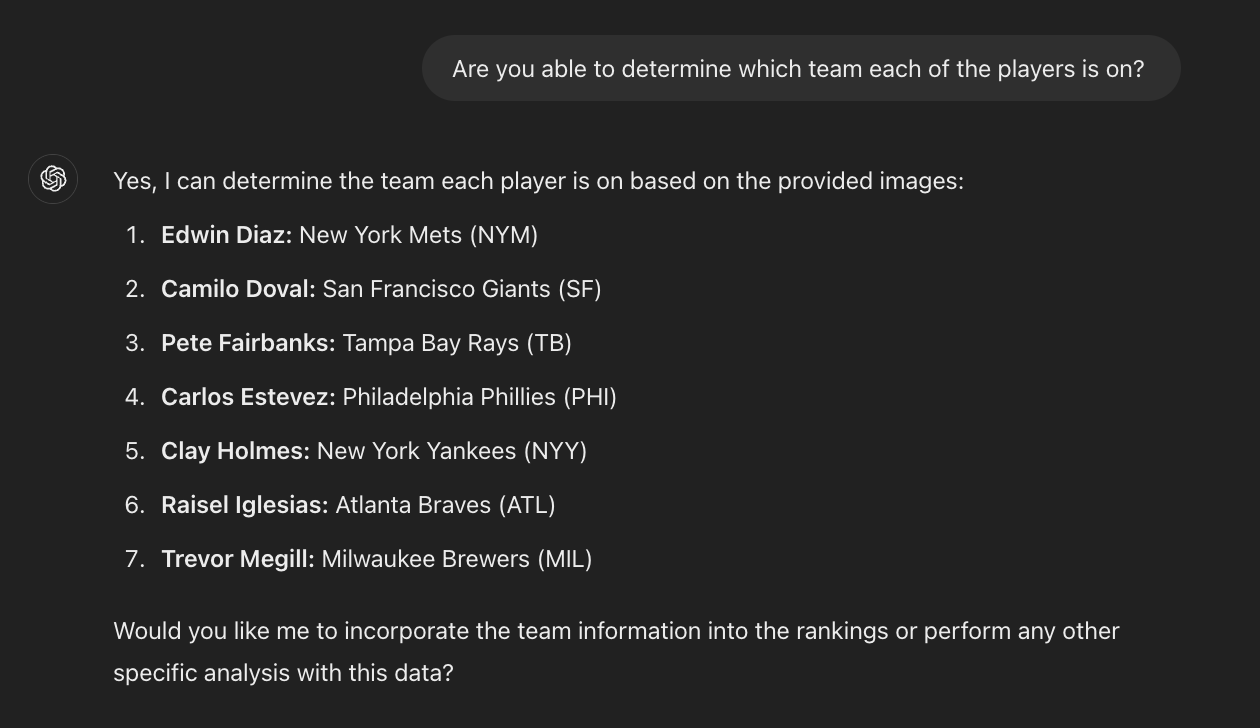 Are you able to determine which team each of the players is on?
Yes, I can determine the team each player is on based on the provided images:
1. Edwin Diaz: New York Mets (NYM)
2. Camilo Doval: San Francisco Giants (SF)
3. Pete Fairbanks: Tampa Bay Rays (TB)
4. Carlos Estevez: Philadelphia Phillies (PHI)
5. Clay Holmes: New York Yankees (NYY)
6. Raisel Iglesias: Atlanta Braves (ATL)
7. Trevor Megill: Milwaukee Brewers (MIL)
Would you like me to incorporate the team information into the rankings or perform any other
specific analysis with this data?